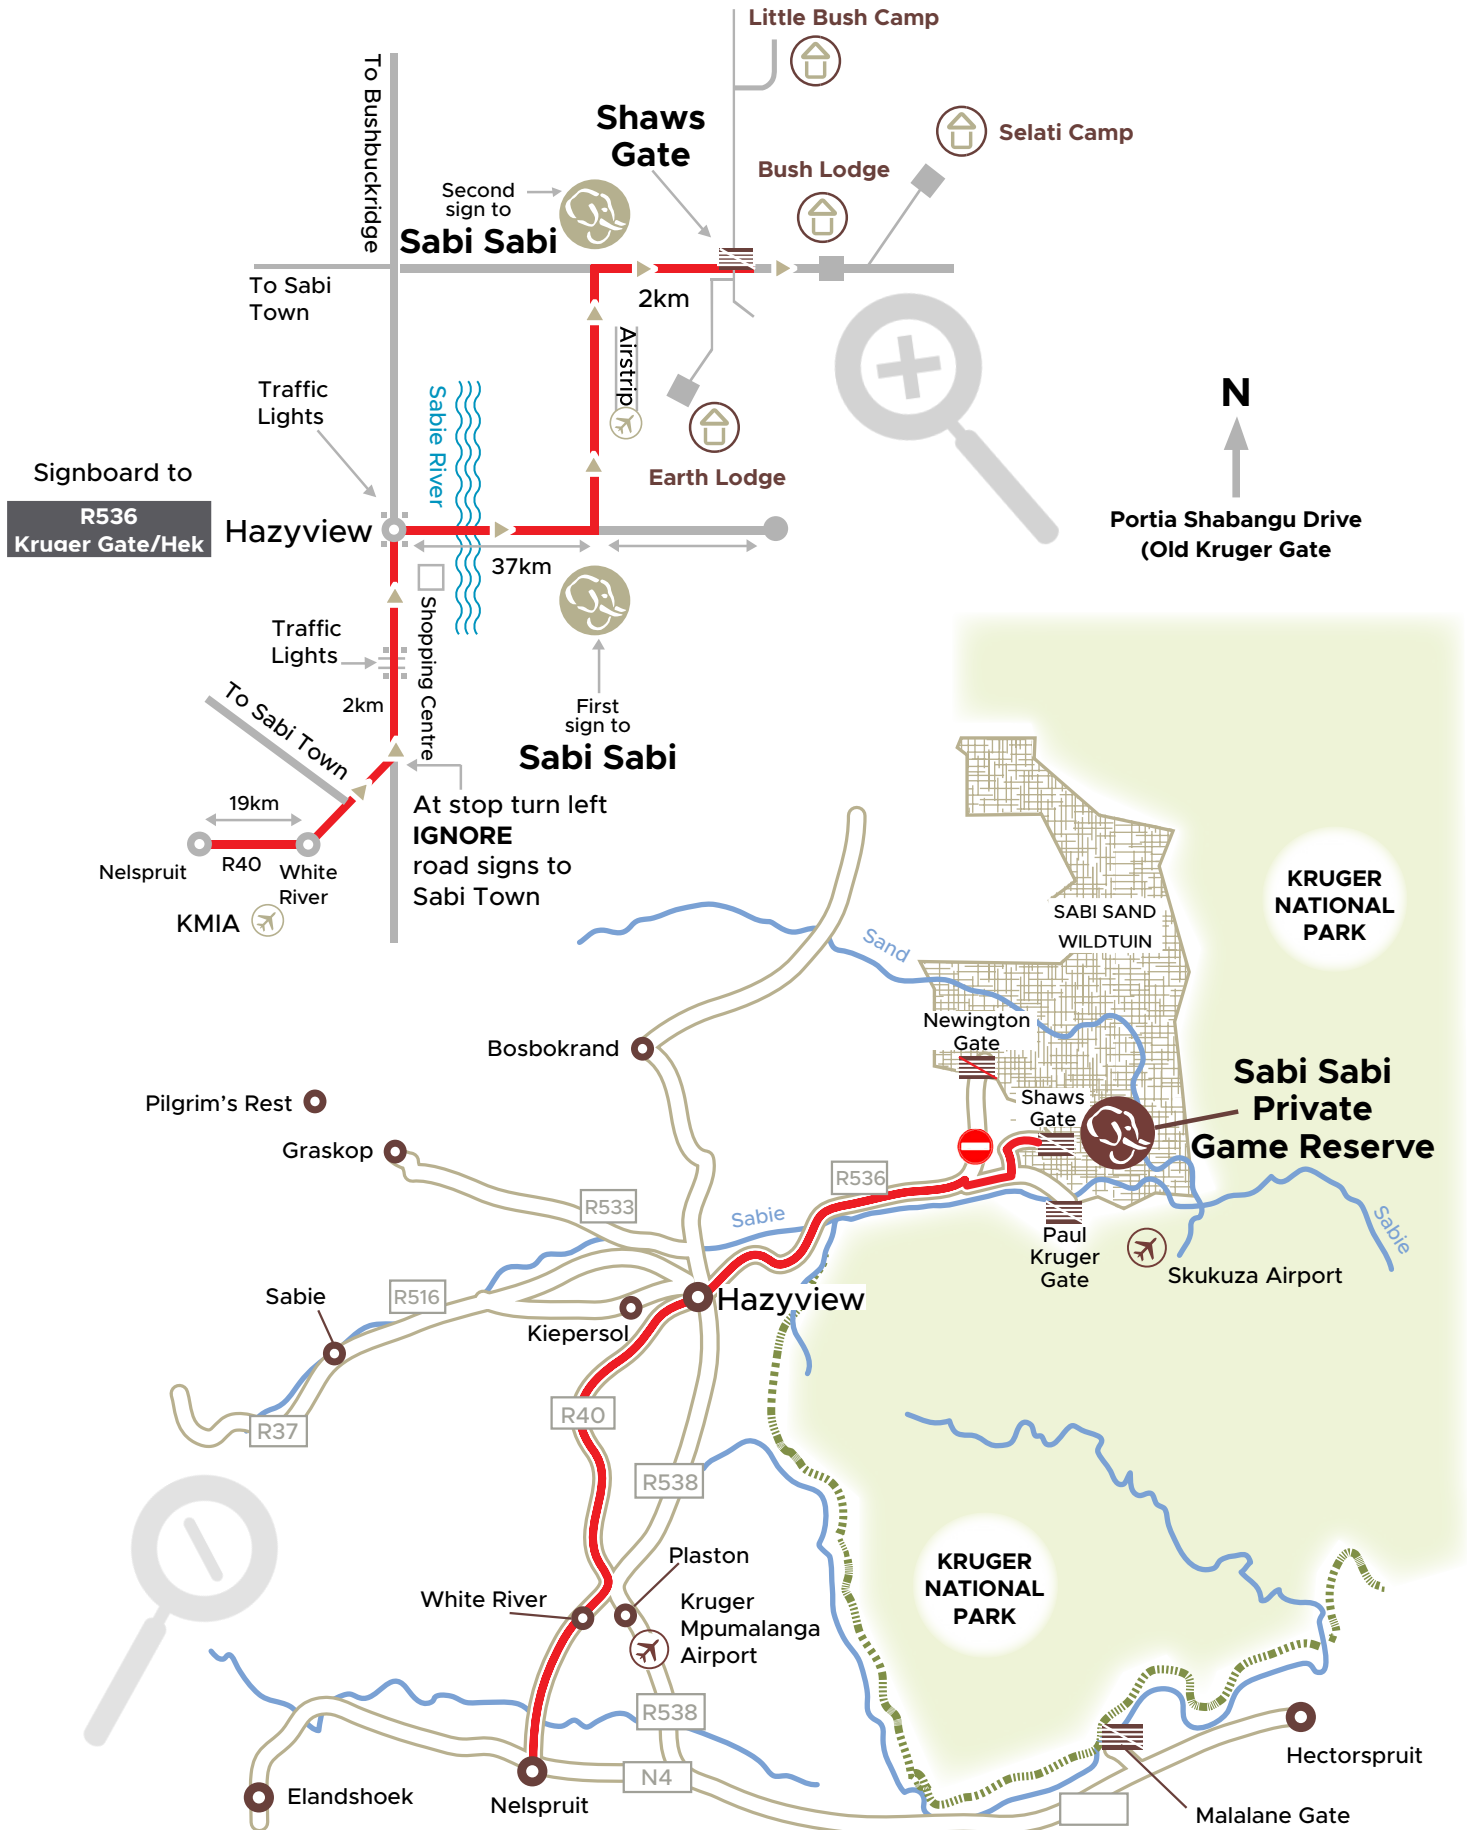 Little Bush Camp
To Bushbuckridge
Shaws
Gate
Selati Camp
Bush Lodge
Second
sign to
Sabi Sabi
To Sabi
Town
2km
Airstrip
Traffic
Lights
Sabie River
N
Earth Lodge
Signboard to
R536
Kruger Gate/Hek
Hazyview
Portia Shabangu Drive
(Old Kruger Gate
37km
Shopping Centre
Traffic
Lights
2km
First
sign to
Sabi Sabi
To Sabi Town
At stop turn left
IGNORE
road signs to
Sabi Town
19km
Nelspruit
R40
White
River
KMIA
KRUGER
NATIONAL
PARK
SABI SAND
WILDTUIN
Sand
Newington
Gate
Bosbokrand
Sabi Sabi
Private
Game Reserve
Shaws
Gate
Pilgrim's Rest
Graskop
R536
R533
Sabie
Sabie
Paul
Kruger
Gate
Skukuza Airport
Sabie
R516
Hazyview
Kiepersol
R40
R37
R538
Plaston
KRUGER
NATIONAL
PARK
White River
Kruger
Mpumalanga
Airport
R538
Hectorspruit
N4
Elandshoek
Nelspruit
Malalane Gate